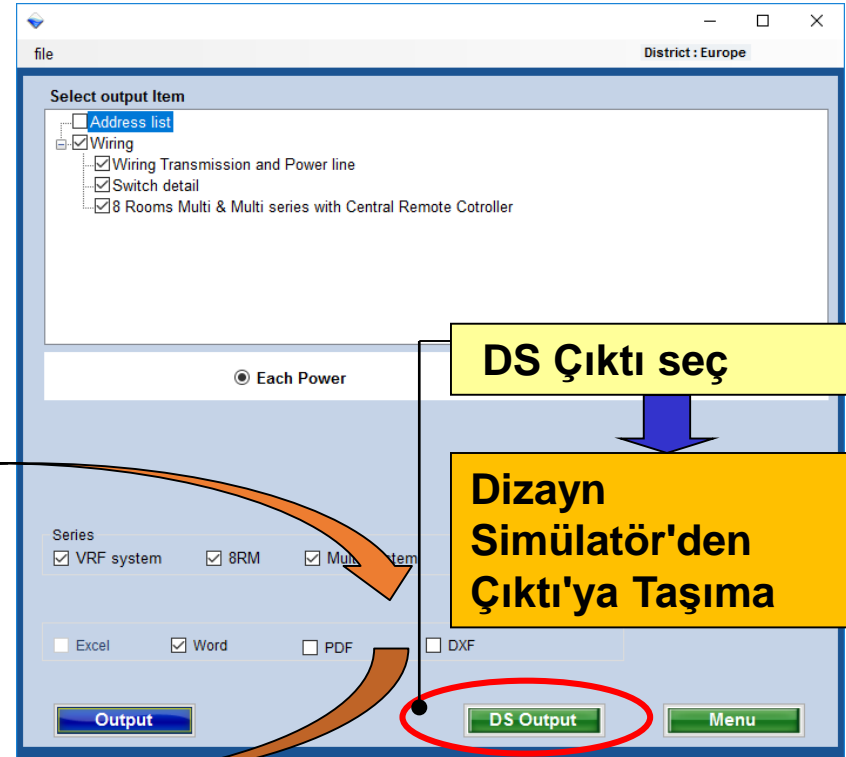 file
District : Europe
Select output Item
Address list
Wiring
Wiring Transmission and Power line
Switch detail
8 Rooms Multi & Multi series with Central Remote Cotroller
Each Power
DS Çıktı seç
Dizayn
Simülatör'den
Çıktı'ya Taşıma
Series
VRF system
8RM
Excel
Word
PDF
DXF
Output
DS Output
Menu